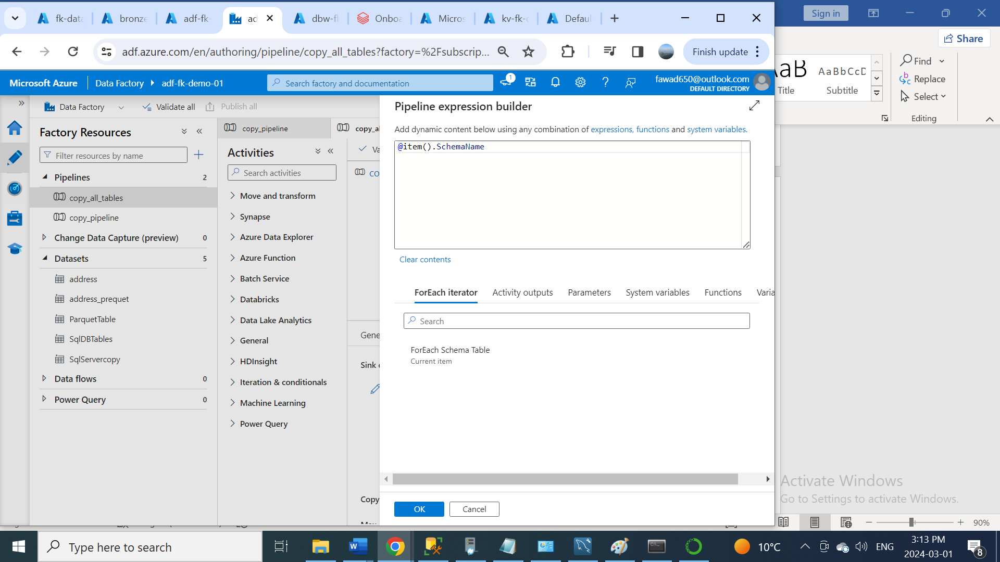 fk-data
bronze
adf-fk-
ad
dbw-f
Onboa
Micros
kv-fk-
Defaul
Sign in
adf.azure.com/en/authoring/pipeline/copy_all_tables?factory=%2Fsubscrip...
Finish update
Share
Find
Replace
Select
Editing
AaB
AaBbCcD
Title
Subtitle
Microsoft Azure
Data Factory
adf-fk-demo-01
Search factory and documentation
1
fawad650@outlook.com
DEFAULT DIRECTORY
Data Factory
Validate all
Publish all
Factory Resources
Filter resources by name
Pipelines 2
copy_all_tables
copy_pipeline
Change Data Capture (preview) 0
Datasets 5
address
address_prequet
ParquetTable
SqlDBTables
SqlServercopy
Data flows 0
Power Query 0
copy_pipeline
copy_al
Activities
Search activities
Move and transform
Synapse
Azure Data Explorer
Azure Function
Batch Service
Databricks
Data Lake Analytics
General
HDInsight
Iteration & conditionals
Machine Learning
Power Query
Va
CO
Gene
Sink
Copy
Pipeline expression builder
Add dynamic content below using any combination of expressions, functions and system variables.
@item().SchemaName
Clear contents
ForEach iterator
Activity outputs
Parameters
System variables
Functions
Varia
Search
ForEach Schema Table
Current item
OK
Cancel
Activate Windows
Go to Settings to activate Windows.
90%
Type here to search
10°C
ENG
3:13 PM
2024-03-01
8